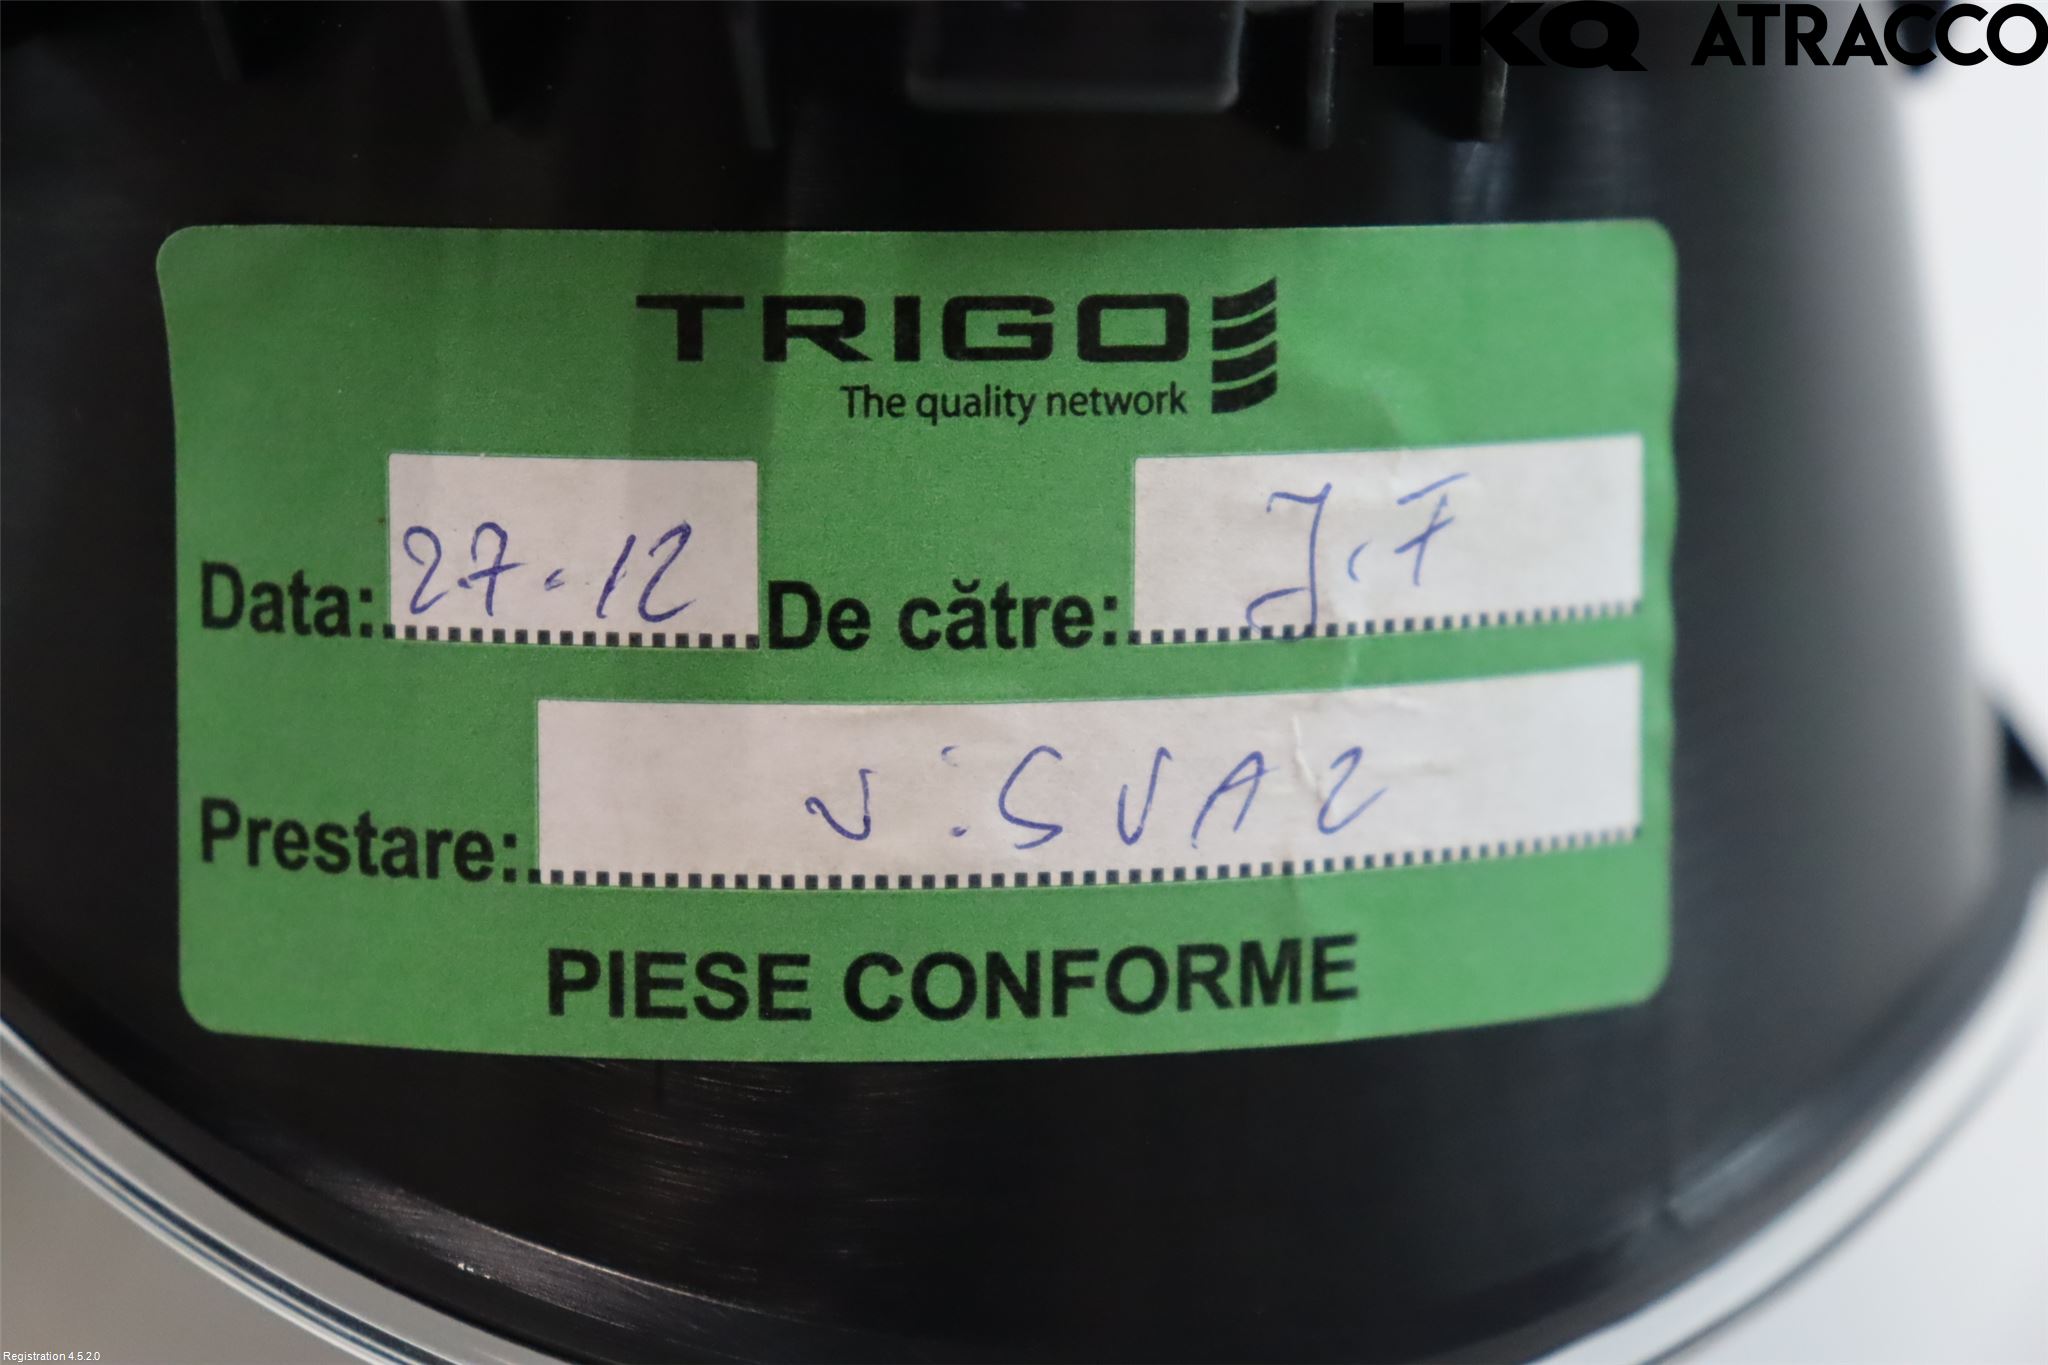 LKQ ATRACCO
TRIGO
The quality network
Data: 27.12 De către: J.F
Prestare: ViSUAL
PIESE CONFORME
Registration 4.5.2.0